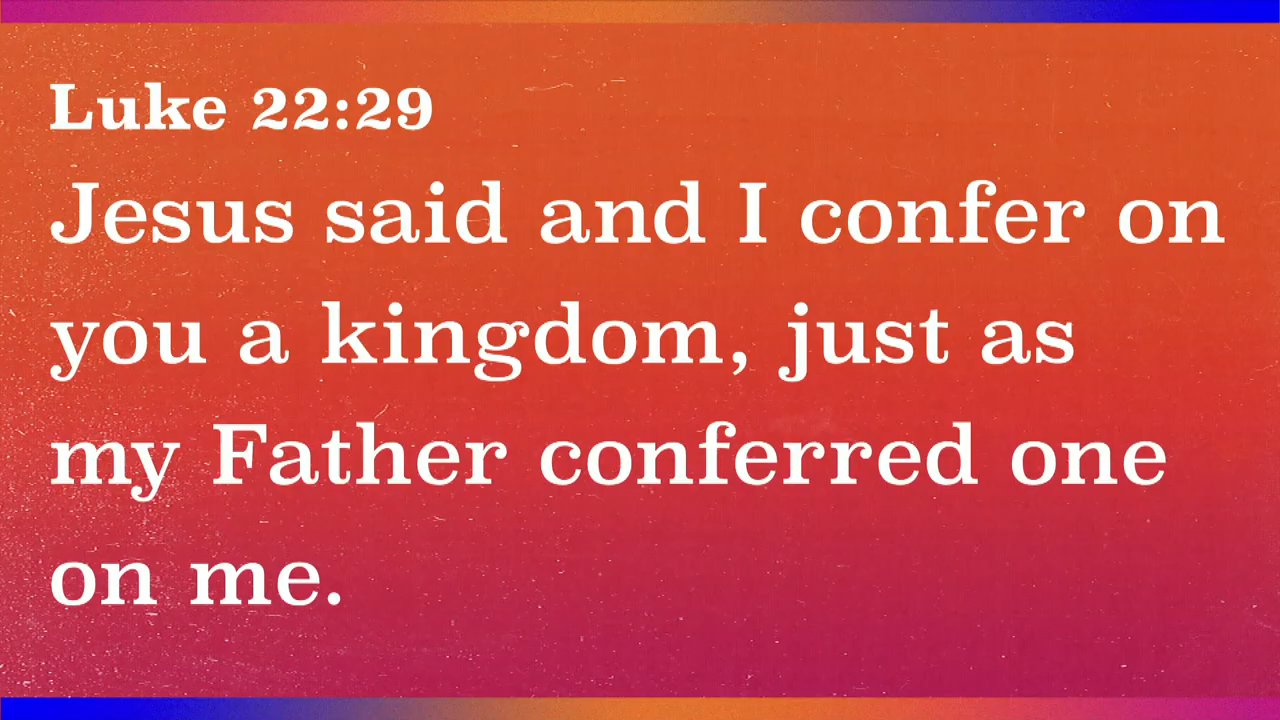 Luke 22:29
Jesus said and I confer on
you a kingdom, just as
my Father conferred one
on me.